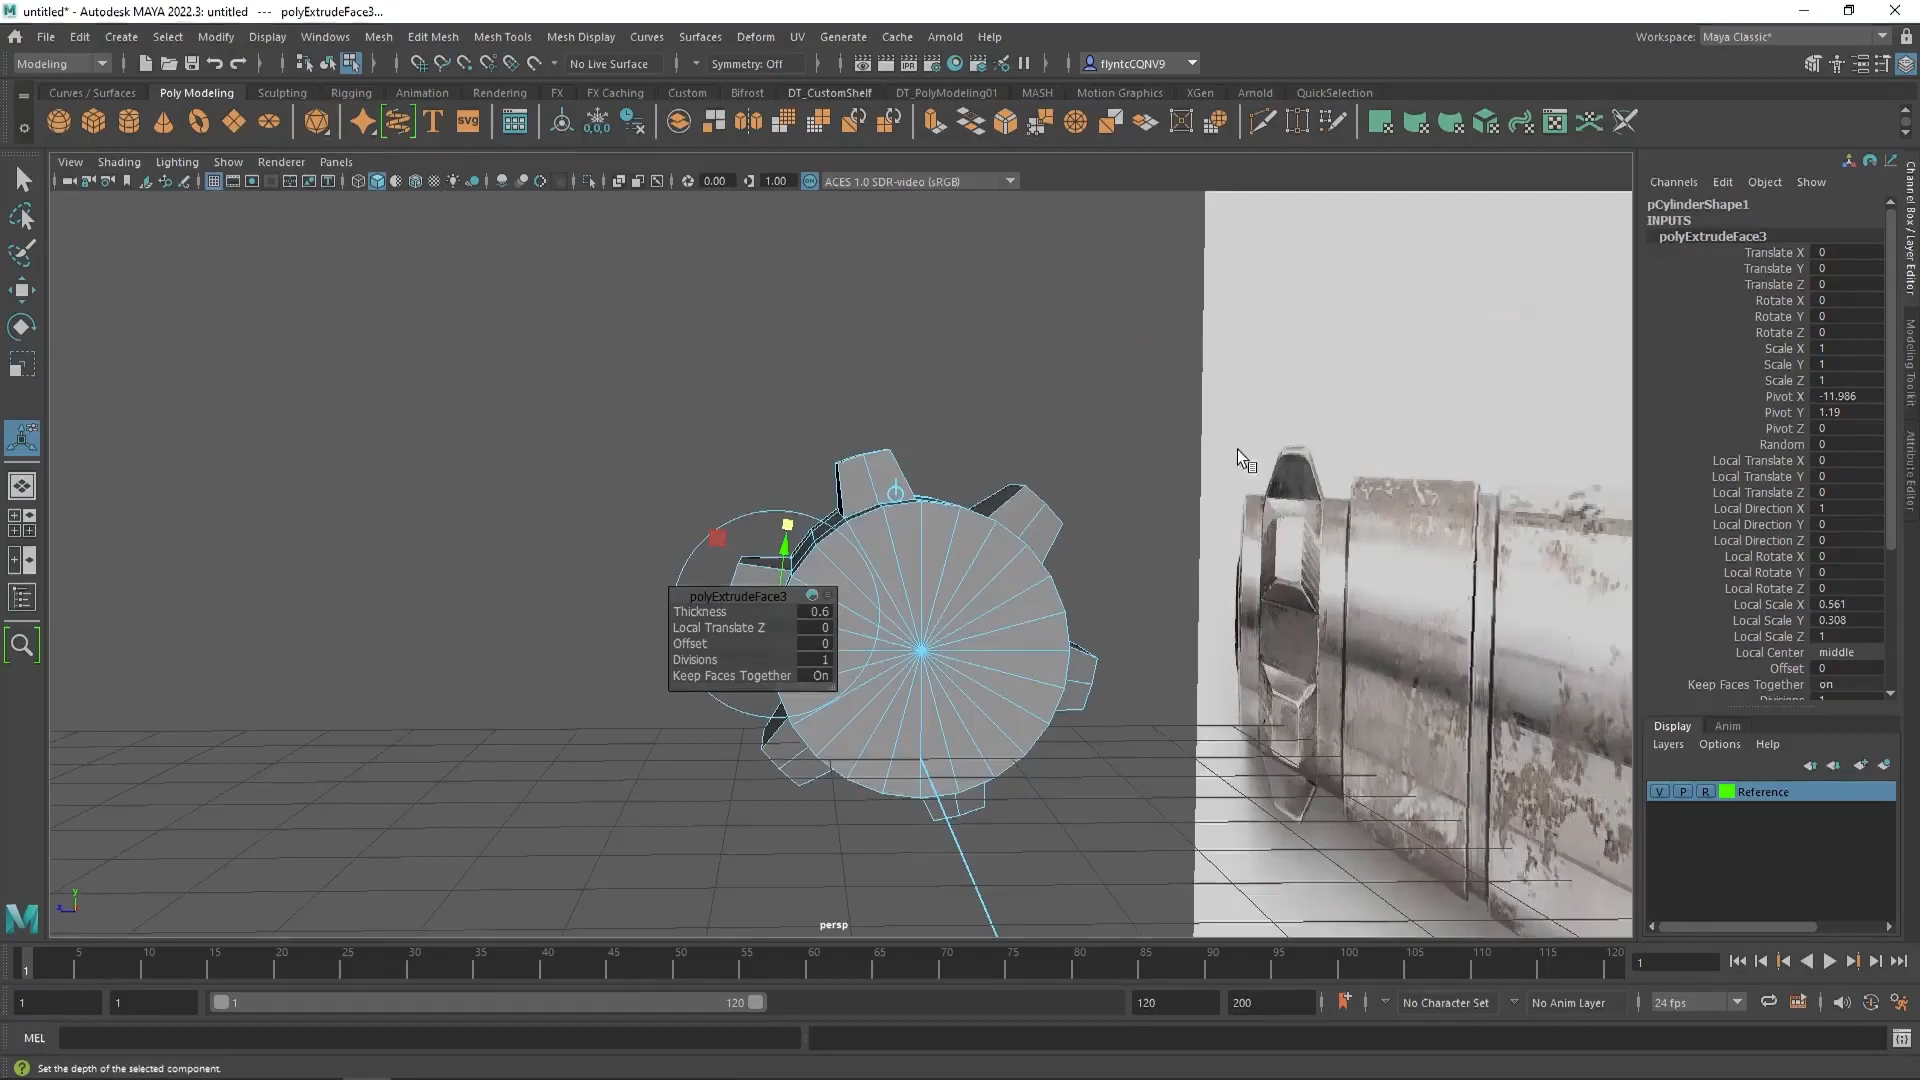 untitled* - Autodesk MAYA 2022.3: untitled --- polyExtrudeFace3...
File Edit Create Select Modify Display Windows Mesh Edit Mesh Mesh Tools Mesh Display Curves Surfaces Deform UV Generate Cache Arnold Help
Workspace: Maya Classic*
Modeling No Live Surface Symmetry: Off flyntcCQNV9
Curves / Surfaces Poly Modeling Sculpting Rigging Animation Rendering FX FX Caching Custom Bifrost DT_CustomShelf DT_PolyModeling01 MASH Motion Graphics XGen Arnold QuickSelection
View Shading Lighting Show Renderer Panels
0.00 1.00 ACES 1.0 SDR-video (sRGB)
Channels Edit Object Show
pCylinderShape1
INPUTS
polyExtrudeFace3
Translate X 0
Translate Y 0
Translate Z 0
Rotate X 0
Rotate Y 0
Rotate Z 0
Scale X 1
Scale Y 1
Scale Z 1
Pivot X -11.986
Pivot Y 1.19
Pivot Z 0
Random 0
Local Translate X 0
Local Translate Y 0
Local Translate Z 0
Local Direction X 1
Local Direction Y 0
Local Direction Z 0
Local Rotate X 0
Local Rotate Y 0
Local Rotate Z 0
Local Scale X 0.561
Local Scale Y 0.308
Local Scale Z 1
Local Center middle
Offset 0
Keep Faces Together on
Channel Box / Layer Editor
Modeling Toolkit
Attribute Editor
polyExtrudeFace3
Thickness 0.6
Local Translate Z 0
Offset 0
Divisions 1
Keep Faces Together On
persp
Display Anim
Layers Options Help
V P R Reference
5 10 15 20 25 30 35 40 45 50 55 60 65 70 75 80 85 90 95 100 105 110 115 120
1 1
1 1 1 120 120 200 No Character Set No Anim Layer 24 fps
MEL
Set the depth of the selected component.